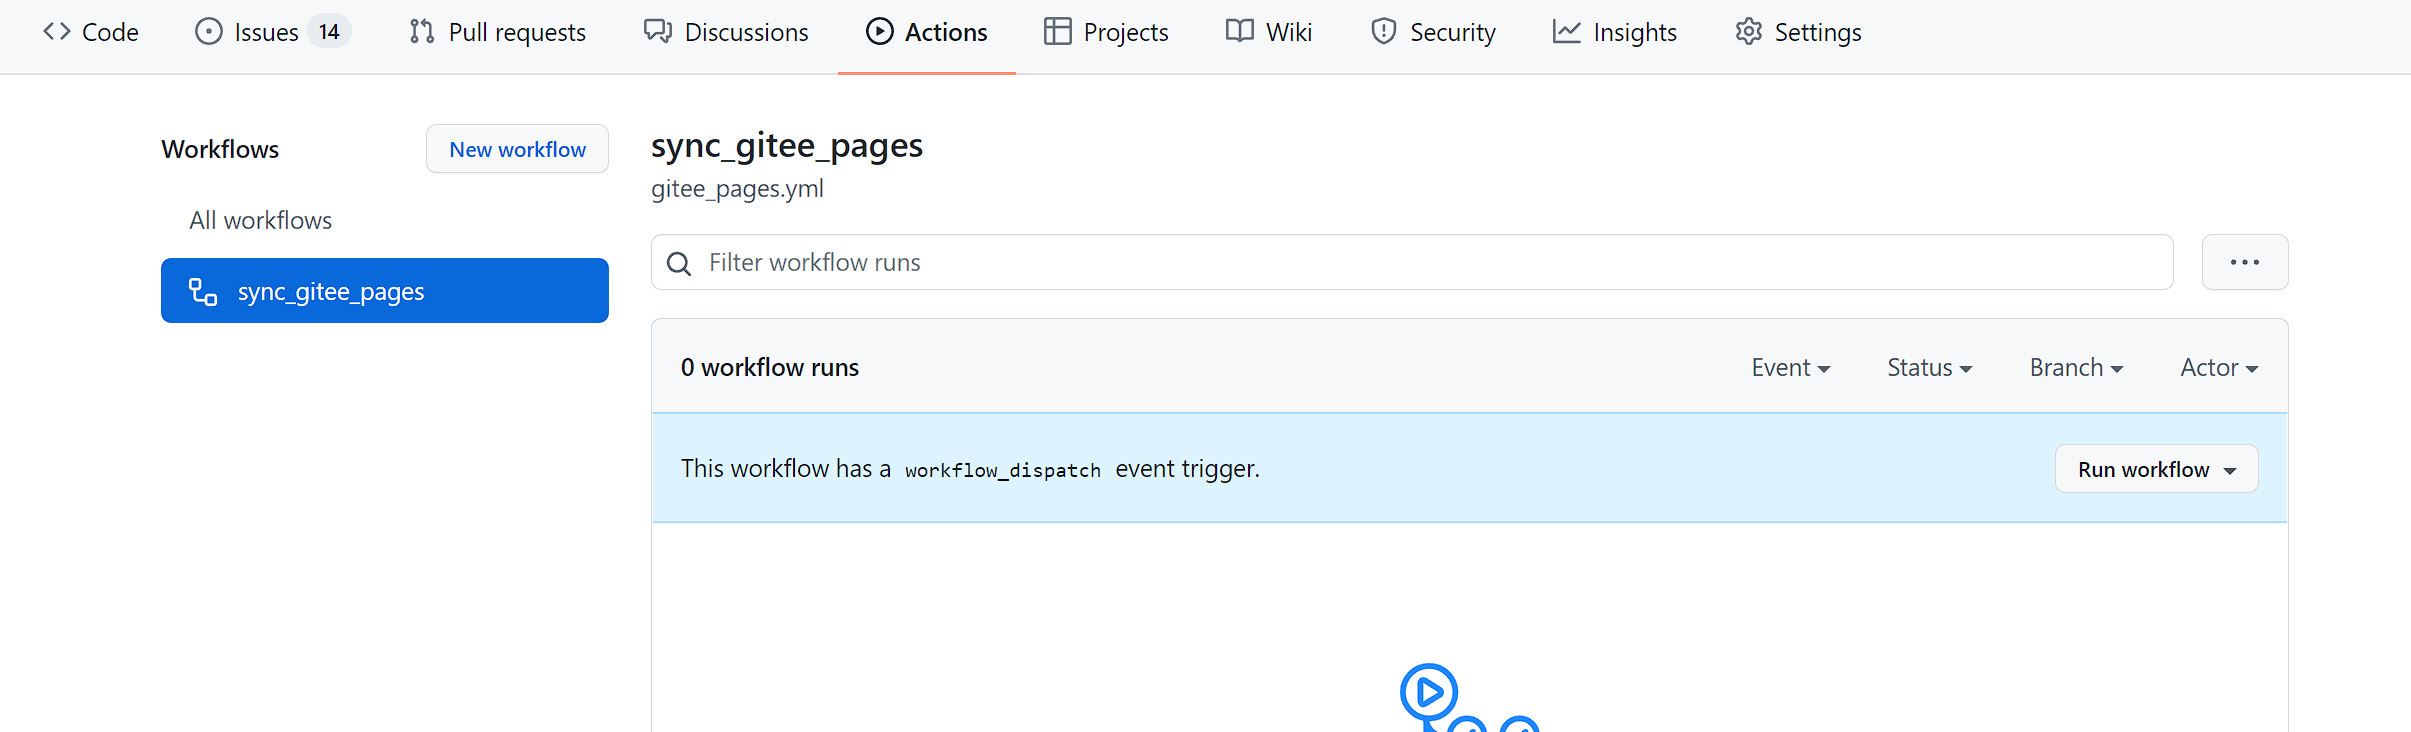 Code Issues 14 Pull requests Discussions Actions Projects Wiki Security Insights Settings
Workflows
New workflow
All workflows
sync_gitee_pages
sync_gitee_pages
gitee_pages.yml
Filter workflow runs
0 workflow runs
Event Status Branch Actor
This workflow has a workflow_dispatch event trigger.
Run workflow